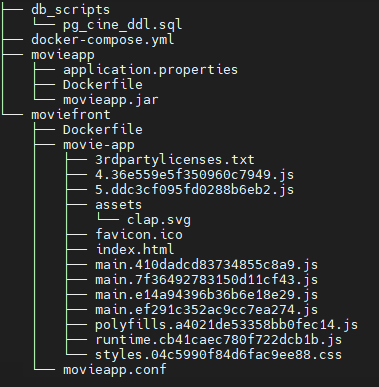 db_scripts
pg_cine_ddl.sql
docker-compose.yml
movieapp
application.properties
Dockerfile
movieapp.jar
moviefront
Dockerfile
movie-app
3rdpartylicenses.txt
4.36e559e5f350960c7949.js
5.ddc3cf095fd0288b6eb2.js
assets
clap.svg
favicon.ico
index.html
main.410dadcd83734855c8a9.js
main.7f36492783150d11cf43.js
main.e14a94396b36b6e18e29.js
main.ef291c352ac9cc7ea274.js
polyfills.a4021de53358bb0fec14.js
runtime.cb41caec780f722dcb1b.js
styles.04c5990f84d6fac9ee88.css
movieapp.conf